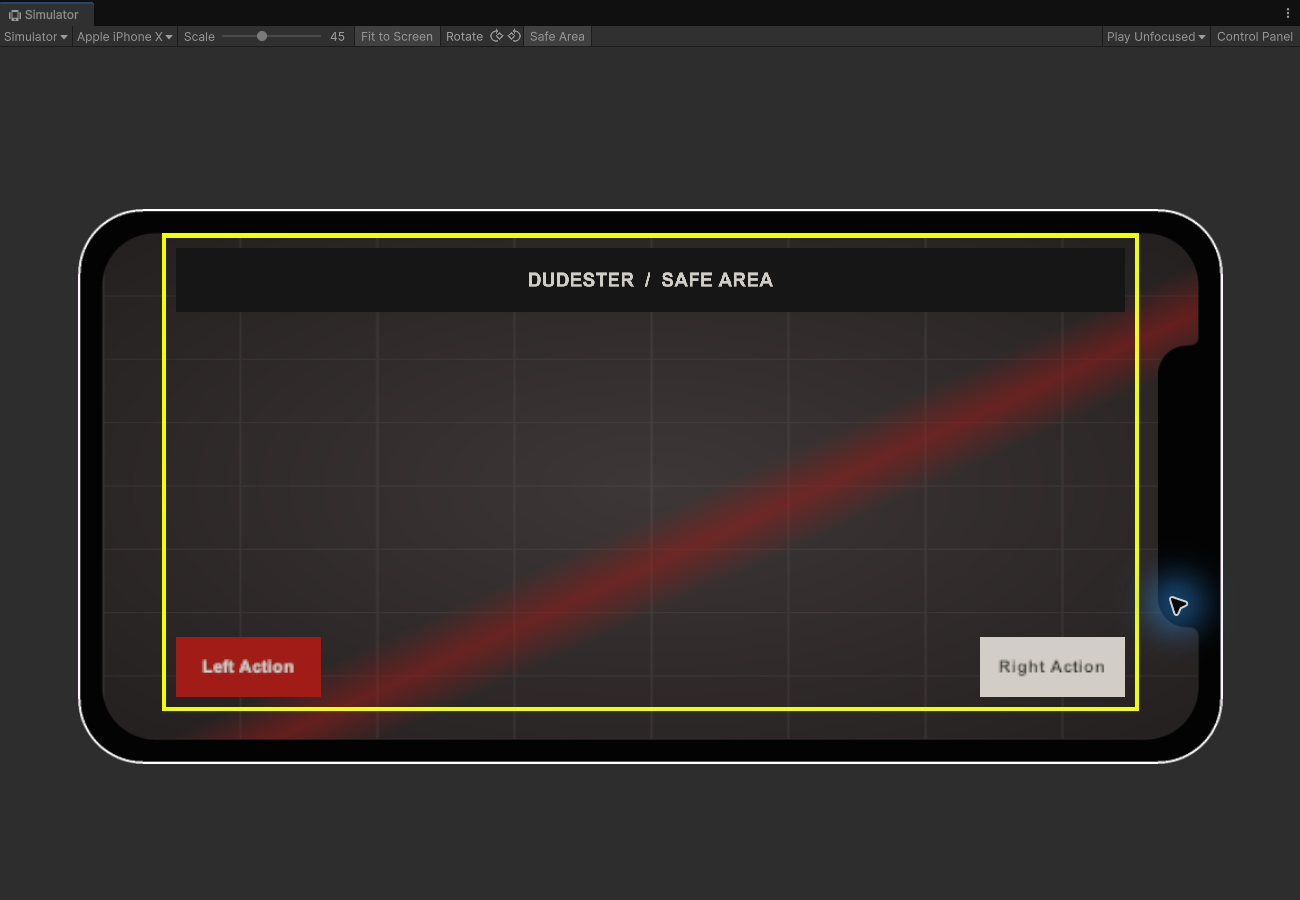 Simulator
Simulator Apple iPhone X Scale 45 Fit to Screen Rotate Safe Area Play Unfocused Control Panel
DUDESTER / SAFE AREA
Left Action Right Action